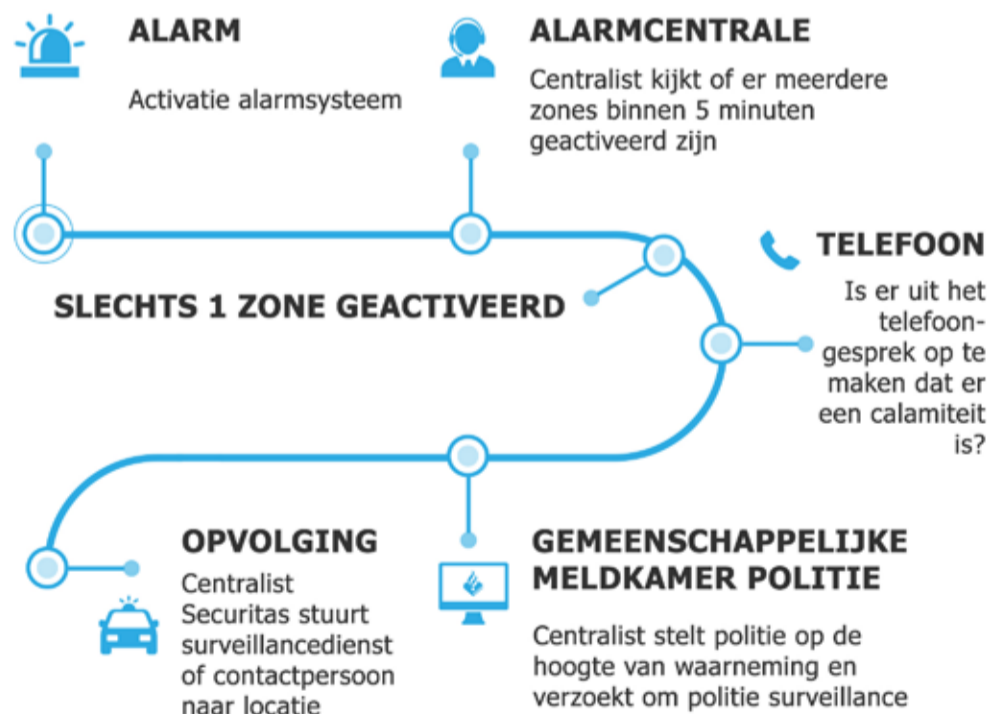 ALARM
Activatie alarmsysteem
ALARMCENTRALE
Centralist kijkt of er meerdere
zones binnen 5 minuten
geactiveerd zijn
SLECHTS 1 ZONE GEACTIVEERD
TELEFOON
Is er uit het
telefoon-
gesprek op te
maken dat er
een calamiteit
is?
GEMEENSCHAPPELIJKE
MELDKAMER POLITIE
Centralist stelt politie op de
hoogte van waarneming en
verzoekt om politie surveillance
OPVOLGING
Centralist
Securitas stuurt
surveillancedienst
of contactpersoon
naar locatie